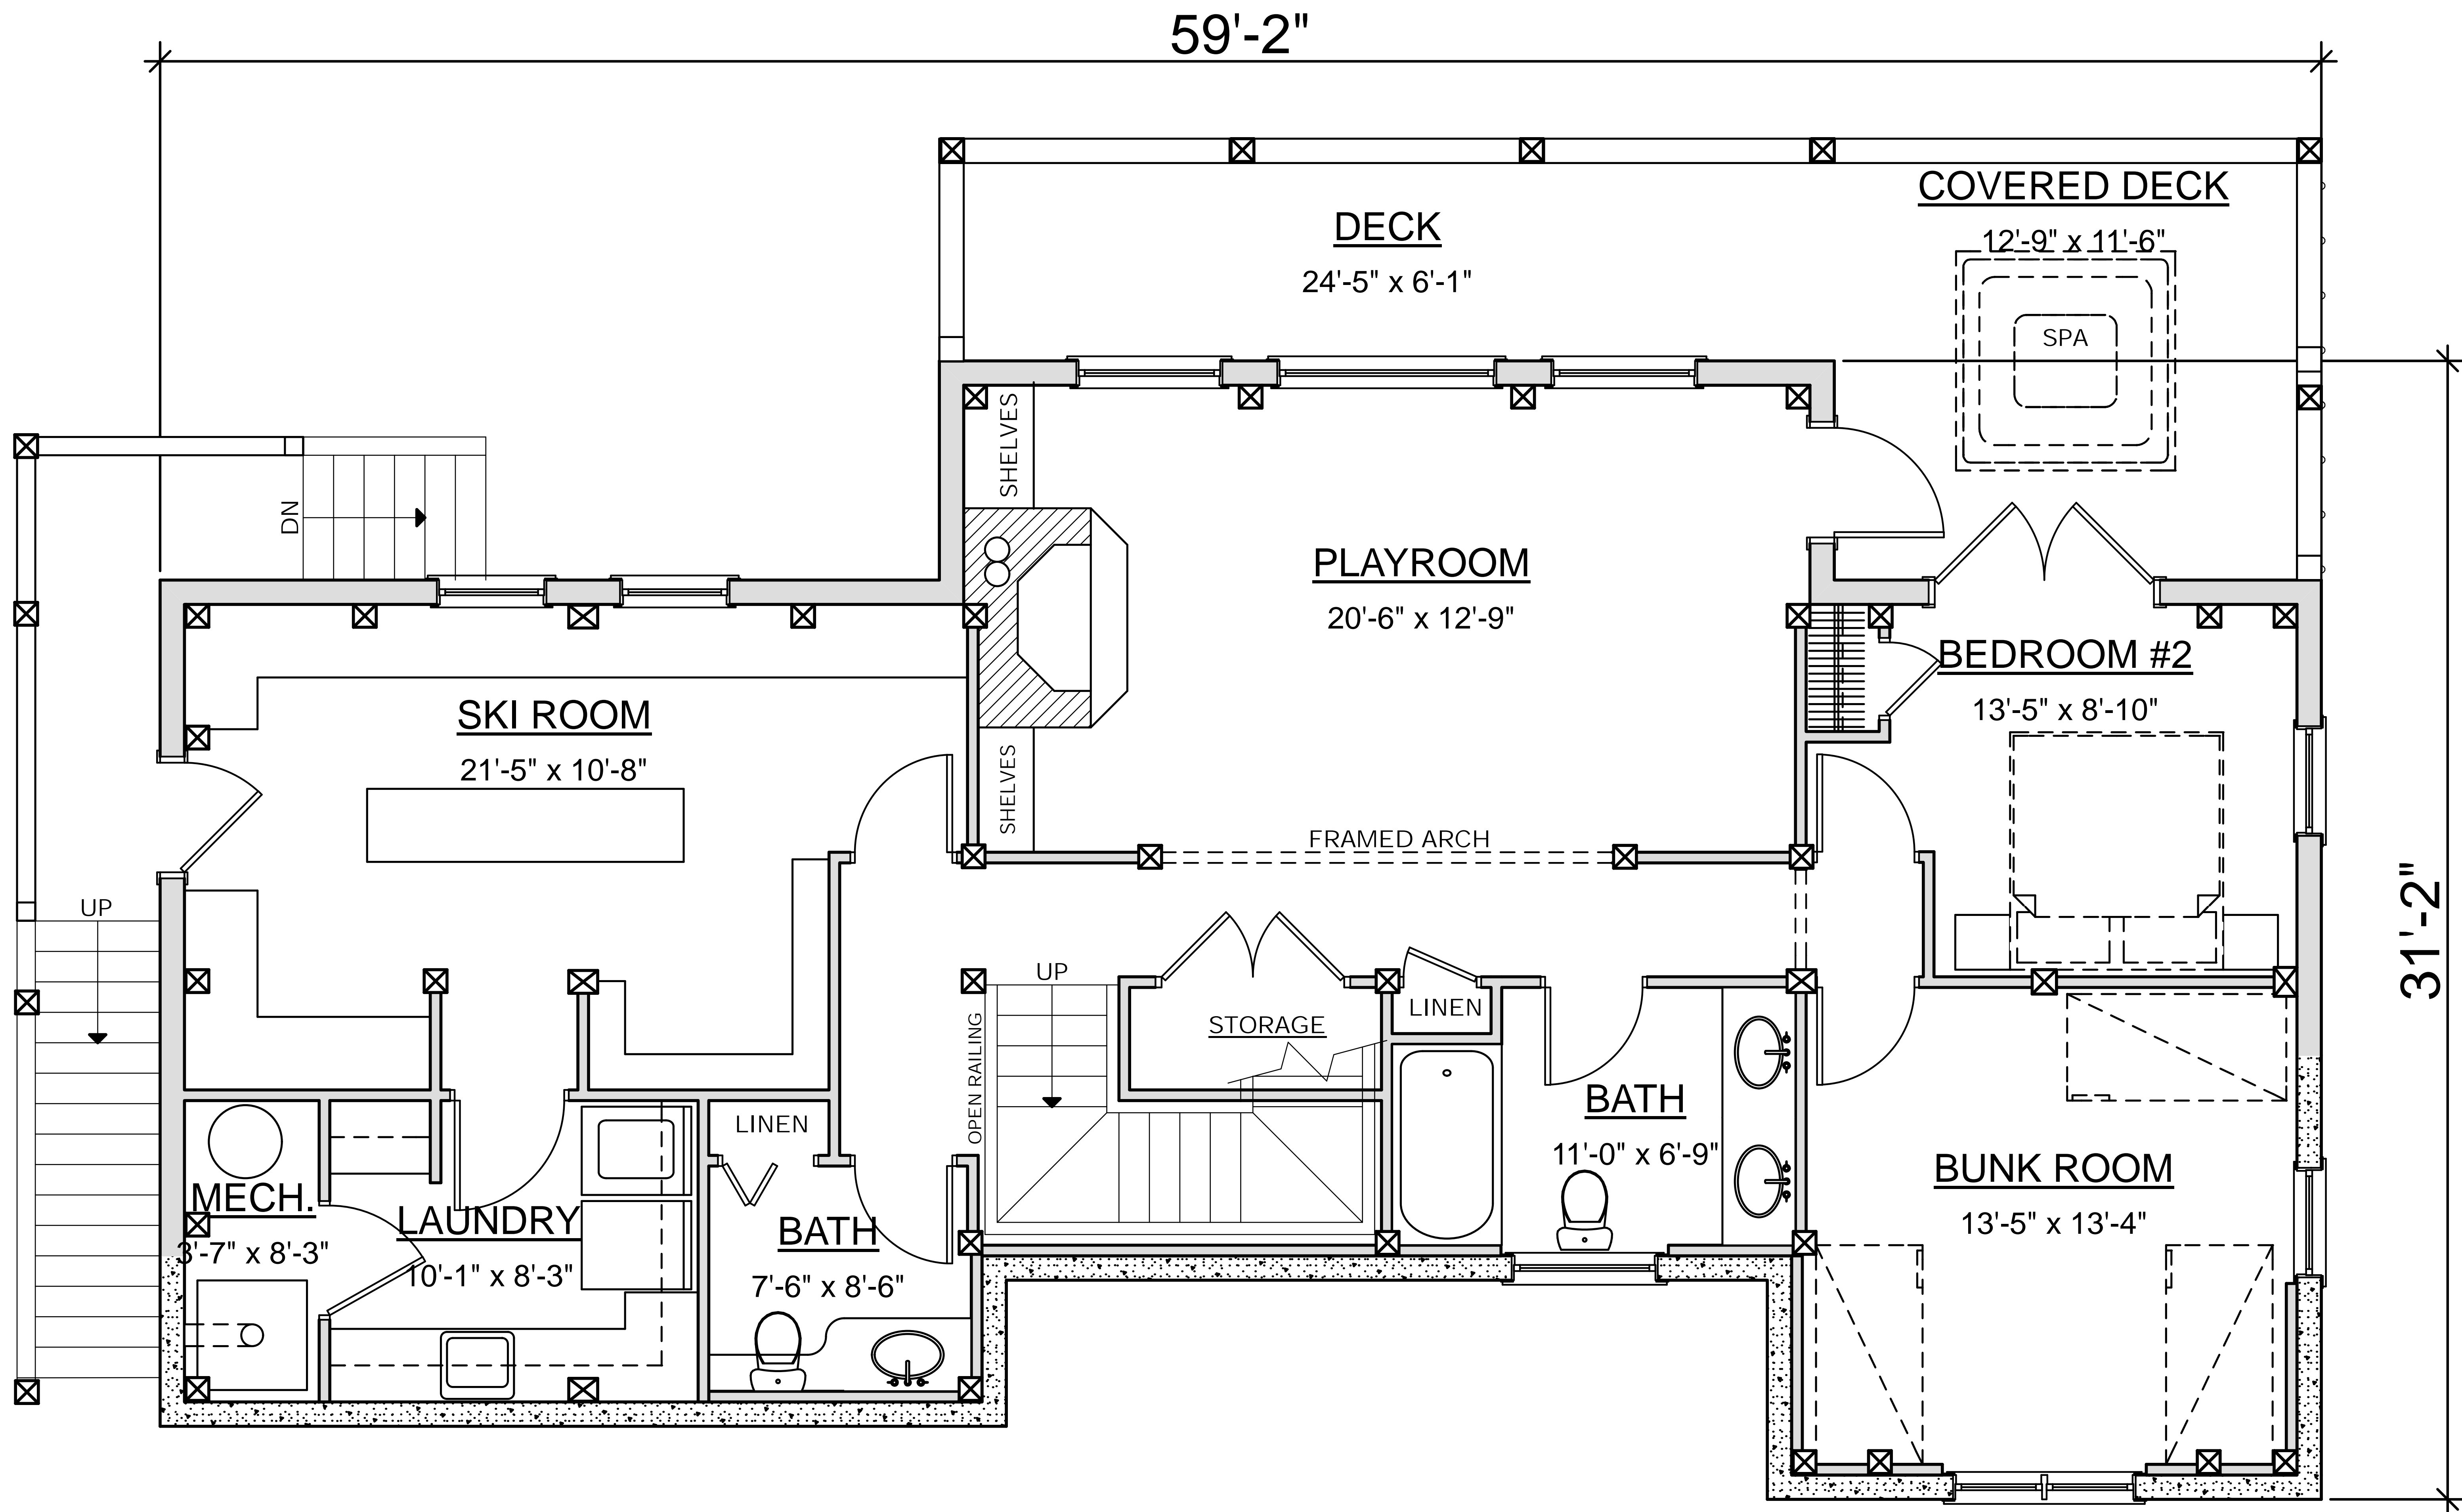 59'-2"
COVERED DECK
12'-9" x 11'-6"
DECK
24'-5" x 6'-1"
SPA
SHELVES
DN
PLAYROOM
20'-6" x 12'-9"
BEDROOM #2
13'-5" x 8'-10"
SKI ROOM
21'-5" x 10'-8"
SHELVES
FRAMED ARCH
31'-2"
UP
UP
LINEN
STORAGE
OPEN RAILING
BATH
11'-0" x 6'-9"
LINEN
BUNK ROOM
13'-5" x 13'-4"
MECH.
3'-7" x 8'-3"
LAUNDRY
10'-1" x 8'-3"
BATH
7'-6" x 8'-6"